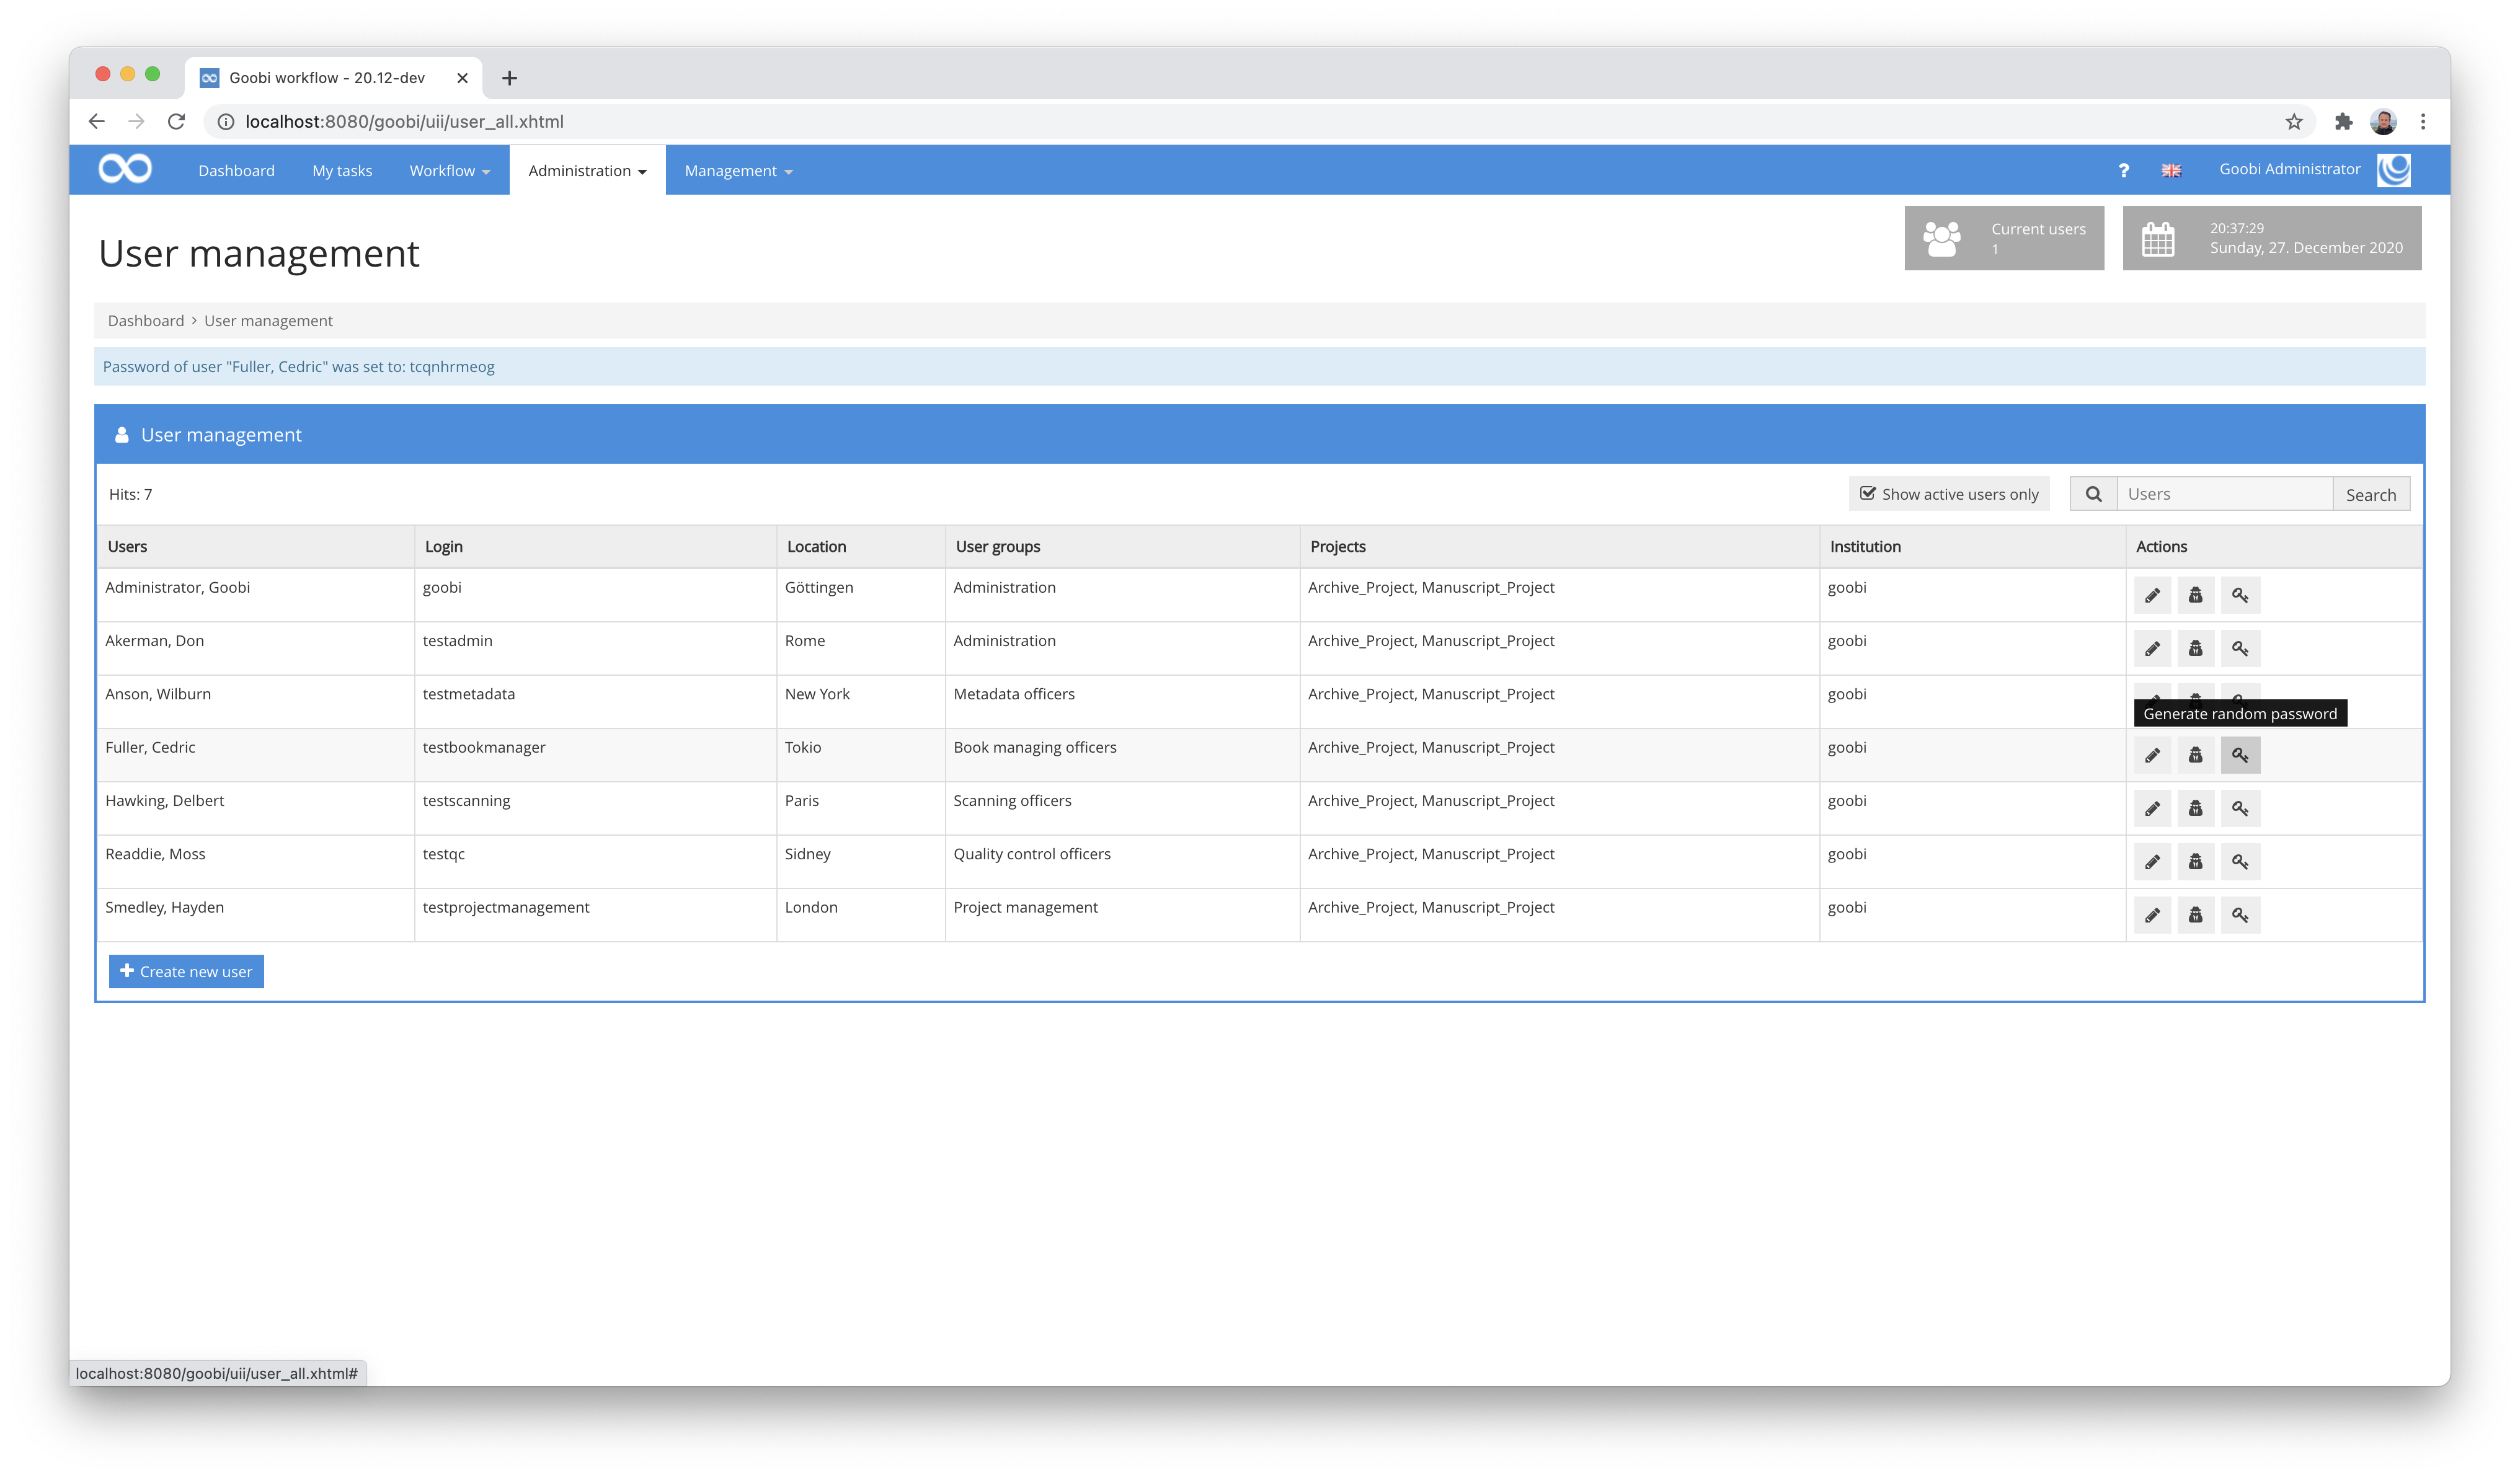 Goobi workflow - 20.12-dev
localhost:8080/goobi/uii/user_all.xhtml
Dashboard My tasks Workflow Administration Management ? Goobi Administrator
User management
Current users
1
20:37:29
Sunday, 27. December 2020
Dashboard > User management
Password of user "Fuller, Cedric" was set to: tcqnhrmeog
User management
Hits: 7 Show active users only Users Search
Users Login Location User groups Projects Institution Actions
Administrator, Goobi goobi Göttingen Administration Archive_Project, Manuscript_Project goobi
Akerman, Don testadmin Rome Administration Archive_Project, Manuscript_Project goobi
Anson, Wilburn testmetadata New York Metadata officers Archive_Project, Manuscript_Project goobi
Generate random password
Fuller, Cedric testbookmanager Tokio Book managing officers Archive_Project, Manuscript_Project goobi
Hawking, Delbert testscanning Paris Scanning officers Archive_Project, Manuscript_Project goobi
Readdie, Moss testqc Sidney Quality control officers Archive_Project, Manuscript_Project goobi
Smedley, Hayden testprojectmanagement London Project management Archive_Project, Manuscript_Project goobi
Create new user
localhost:8080/goobi/uii/user_all.xhtml#